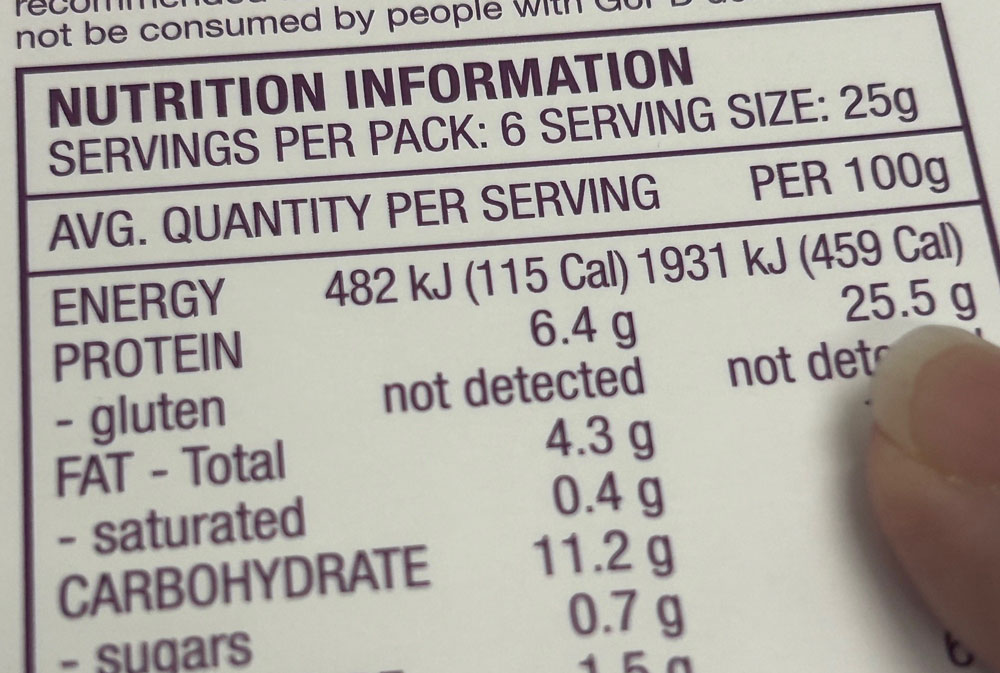 not be consumed by people with
NUTRITION INFORMATION
SERVINGS PER PACK: 6 SERVING SIZE: 25g
AVG. QUANTITY PER SERVING PER 100g
ENERGY 482 kJ (115 Cal) 1931 kJ (459 Cal)
PROTEIN 6.4 g 25.5 g
- gluten not detected not
FAT - Total 4.3 g
- saturated 0.4 g
CARBOHYDRATE 11.2 g
- sugars 0.7 g